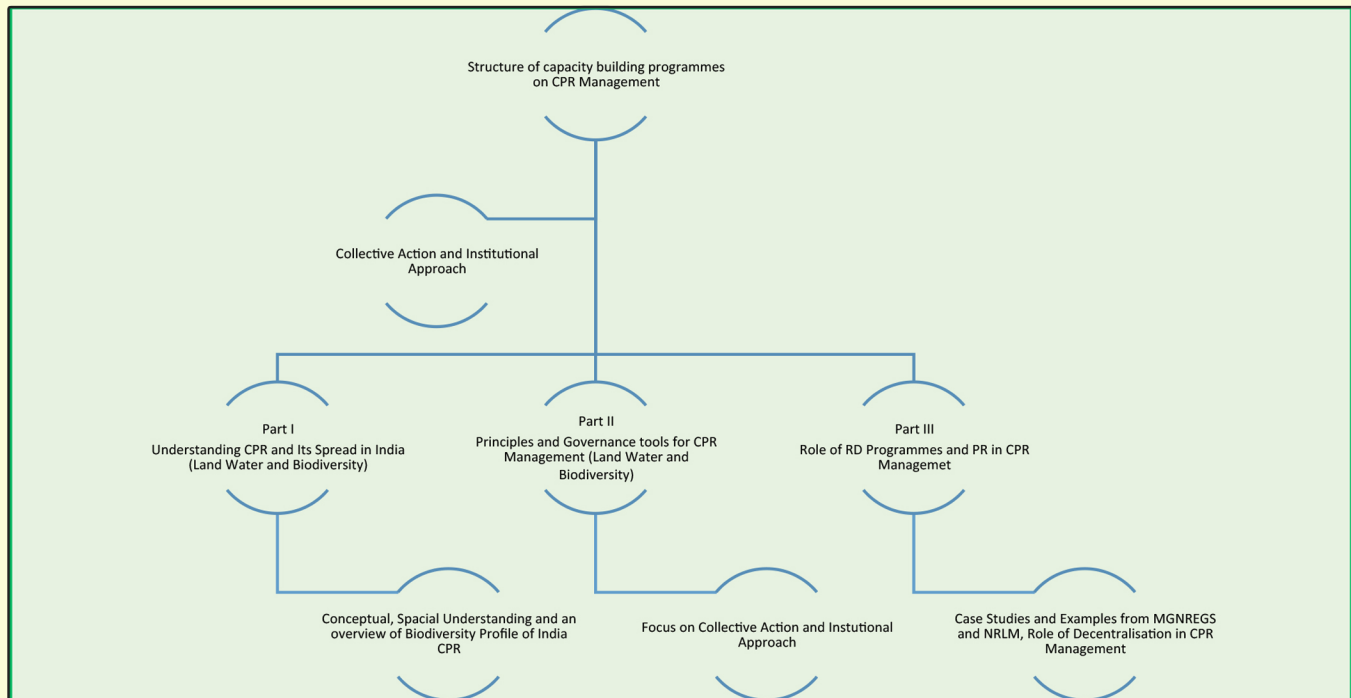 Structure of capacity building programmes
on CPR Management
Collective Action and Institutional
Approach
Part I
Understanding CPR and Its Spread in India
(Land Water and Biodiversity)
Part II
Principles and Governance tools for CPR
Management (Land Water and
Biodiversity)
Part III
Role of RD Programmes and PR in CPR
Managemet
Conceptual, Spacial Understanding and an
overview of Biodiversity Profile of India
CPR
Focus on Collective Action and Instutional
Approach
Case Studies and Examples from MGNREGS
and NRLM, Role of Decentralisation in CPR
Management